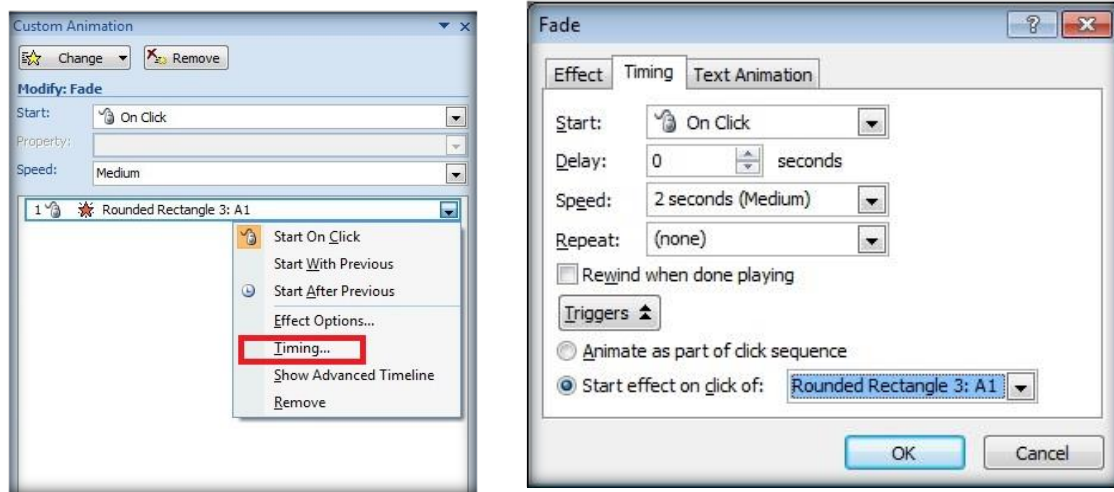 Custom Animation
Change
Remove
Modify: Fade
Start:
On Click
Property:
Speed:
Medium
1
Rounded Rectangle 3: A1
Start On Click
Start With Previous
Start After Previous
Effect Options...
Timing...
Show Advanced Timeline
Remove
Fade
Effect
Timing
Text Animation
Start:
On Click
Delay:
0
seconds
Speed:
2 seconds (Medium)
Repeat:
(none)
Rewind when done playing
Triggers
Animate as part of click sequence
Start effect on click of:
Rounded Rectangle 3: A1
OK
Cancel